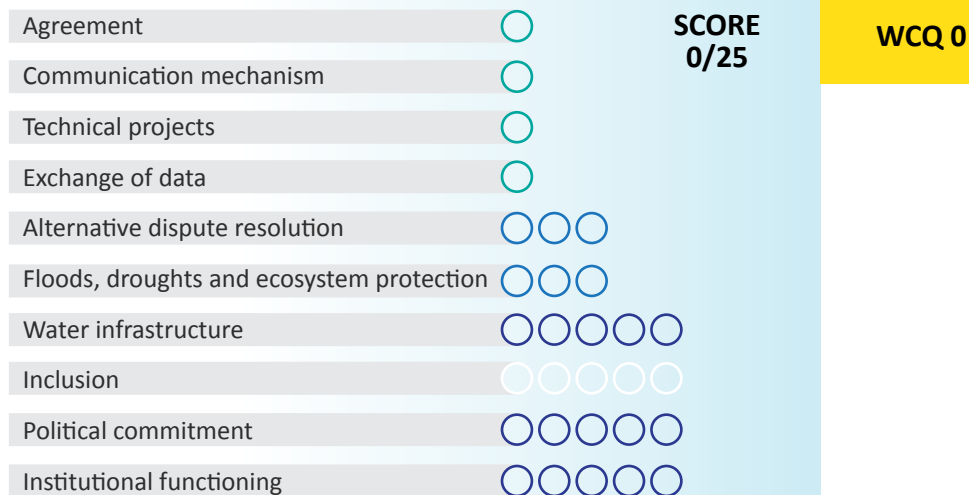 Agreement
Communication mechanism
Technical projects
Exchange of data
Alternative dispute resolution
Floods, droughts and ecosystem protection
Water infrastructure
Inclusion
Political commitment
Institutional functioning
SCORE
0/25
WCQ 0